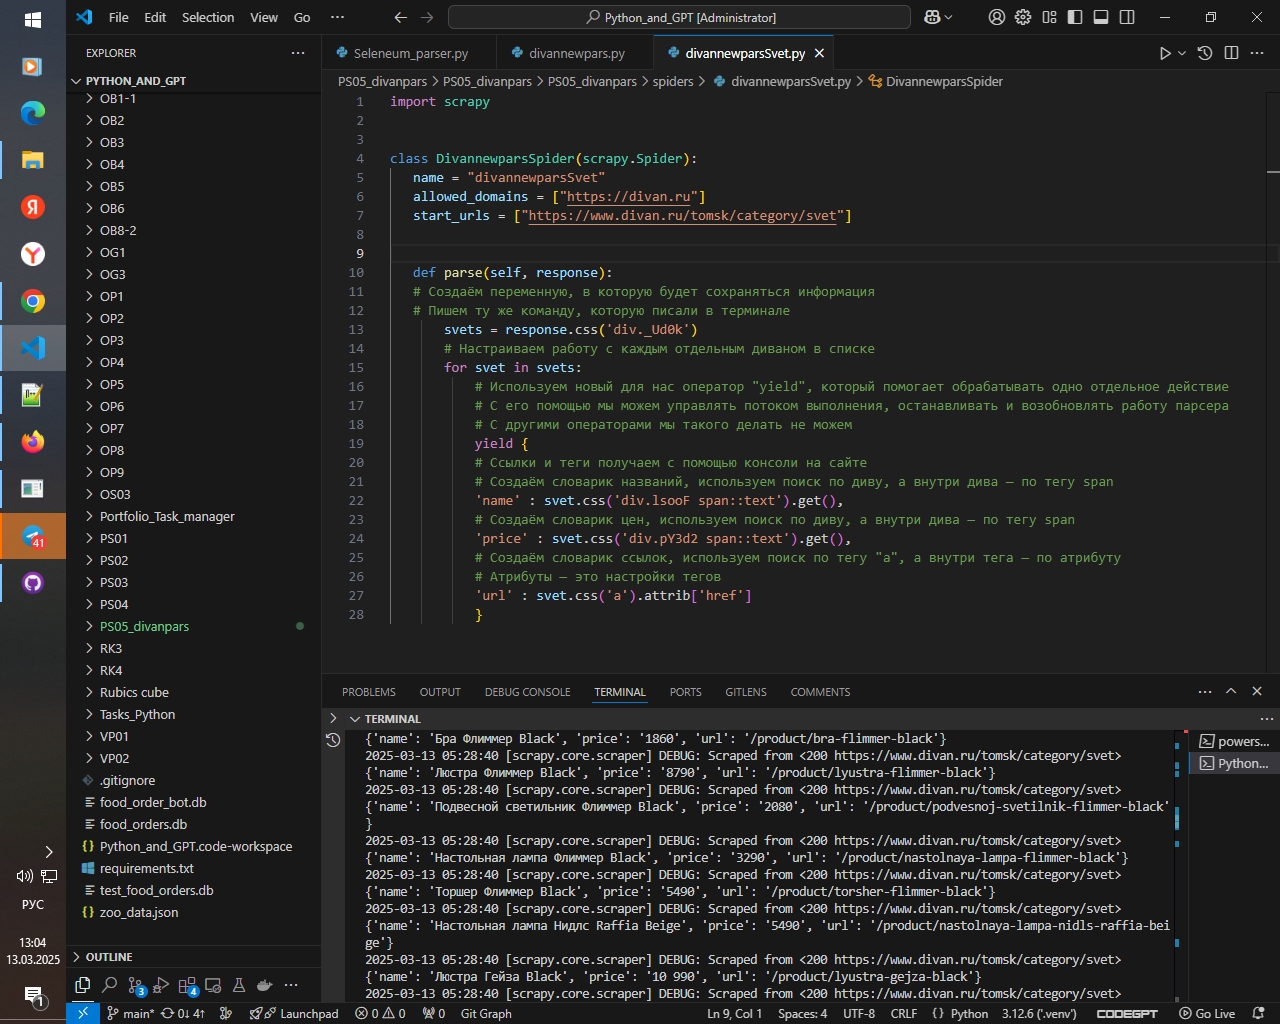 File Edit Selection View Go ··· Python_and_GPT [Administrator]
EXPLORER
PYTHON_AND_GPT
OB1-1
OB2
OB3
OB4
OB5
OB6
OB8-2
OG1
OG3
OP1
OP2
OP3
OP4
OP5
OP6
OP7
OP8
OP9
OS03
Portfolio_Task_manager
PS01
PS02
PS03
PS04
PS05_divanpars
RK3
RK4
Rubics cube
Tasks_Python
VP01
VP02
.gitignore
food_order_bot.db
food_orders.db
Python_and_GPT.code-workspace
requirements.txt
test_food_orders.db
zoo_data.json
OUTLINE
Seleneum_parser.py divannewpars.py divannewparsSvet.py
PS05_divanpars > PS05_divanpars > PS05_divanpars > spiders > divannewparsSvet.py > DivannewparsSpider
1 import scrapy
2
3
4 class DivannewparsSpider(scrapy.Spider):
5 name = "divannewparsSvet"
6 allowed_domains = ["https://divan.ru"]
7 start_urls = ["https://www.divan.ru/tomsk/category/svet"]
8
9
10 def parse(self, response):
11 # Создаём переменную, в которую будет сохраняться информация
12 # Пишем ту же команду, которую писали в терминале
13 svets = response.css('div._Ud0k')
14 # Настраиваем работу с каждым отдельным диваном в списке
15 for svet in svets:
16 # Используем новый для нас оператор "yield", который помогает обрабатывать одно отдельное действие
17 # С его помощью мы можем управлять потоком выполнения, останавливать и возобновлять работу парсера
18 # С другими операторами мы такого делать не можем
19 yield {
20 # Ссылки и теги получаем с помощью консоли на сайте
21 # Создаём словарик названий, используем поиск по диву, а внутри дива — по тегу span
22 'name' : svet.css('div.lsooF span::text').get(),
23 # Создаём словарик цен, используем поиск по диву, а внутри дива — по тегу span
24 'price' : svet.css('div.pY3d2 span::text').get(),
25 # Создаём словарик ссылок, используем поиск по тегу "a", а внутри тега — по атрибуту
26 # Атрибуты — это настройки тегов
27 'url' : svet.css('a').attrib['href']
28 }
PROBLEMS OUTPUT DEBUG CONSOLE TERMINAL PORTS GITLENS COMMENTS
TERMINAL
{'name': 'Бра Флиммер Black', 'price': '1860', 'url': '/product/bra-flimmer-black'}
2025-03-13 05:28:40 [scrapy.core.scraper] DEBUG: Scraped from <200 https://www.divan.ru/tomsk/category/svet>
{'name': 'Люстра Флиммер Black', 'price': '8790', 'url': '/product/lyustra-flimmer-black'}
2025-03-13 05:28:40 [scrapy.core.scraper] DEBUG: Scraped from <200 https://www.divan.ru/tomsk/category/svet>
{'name': 'Подвесной светильник Флиммер Black', 'price': '2080', 'url': '/product/podvesnoj-svetilnik-flimmer-black'
}
2025-03-13 05:28:40 [scrapy.core.scraper] DEBUG: Scraped from <200 https://www.divan.ru/tomsk/category/svet>
{'name': 'Настольная лампа Флиммер Black', 'price': '3290', 'url': '/product/nastolnaya-lampa-flimmer-black'}
2025-03-13 05:28:40 [scrapy.core.scraper] DEBUG: Scraped from <200 https://www.divan.ru/tomsk/category/svet>
{'name': 'Торшер Флиммер Black', 'price': '5490', 'url': '/product/torsher-flimmer-black'}
2025-03-13 05:28:40 [scrapy.core.scraper] DEBUG: Scraped from <200 https://www.divan.ru/tomsk/category/svet>
{'name': 'Настольная лампа Нидлс Raffia Beige', 'price': '5490', 'url': '/product/nastolnaya-lampa-nidls-raffia-bei
ge'}
2025-03-13 05:28:40 [scrapy.core.scraper] DEBUG: Scraped from <200 https://www.divan.ru/tomsk/category/svet>
{'name': 'Люстра Гейза Black', 'price': '10 990', 'url': '/product/lyustra-gejza-black'}
2025-03-13 05:28:40 [scrapy.core.scraper] DEBUG: Scraped from <200 https://www.divan.ru/tomsk/category/svet>
powers...
Python...
41
РУС
13:04
13.03.2025
1
3
4
main* 0↓ 4↑ Launchpad 0 0 0 Git Graph Ln 9, Col 1 Spaces: 4 UTF-8 CRLF Python 3.12.6 ('.venv') CODEGPT Go Live